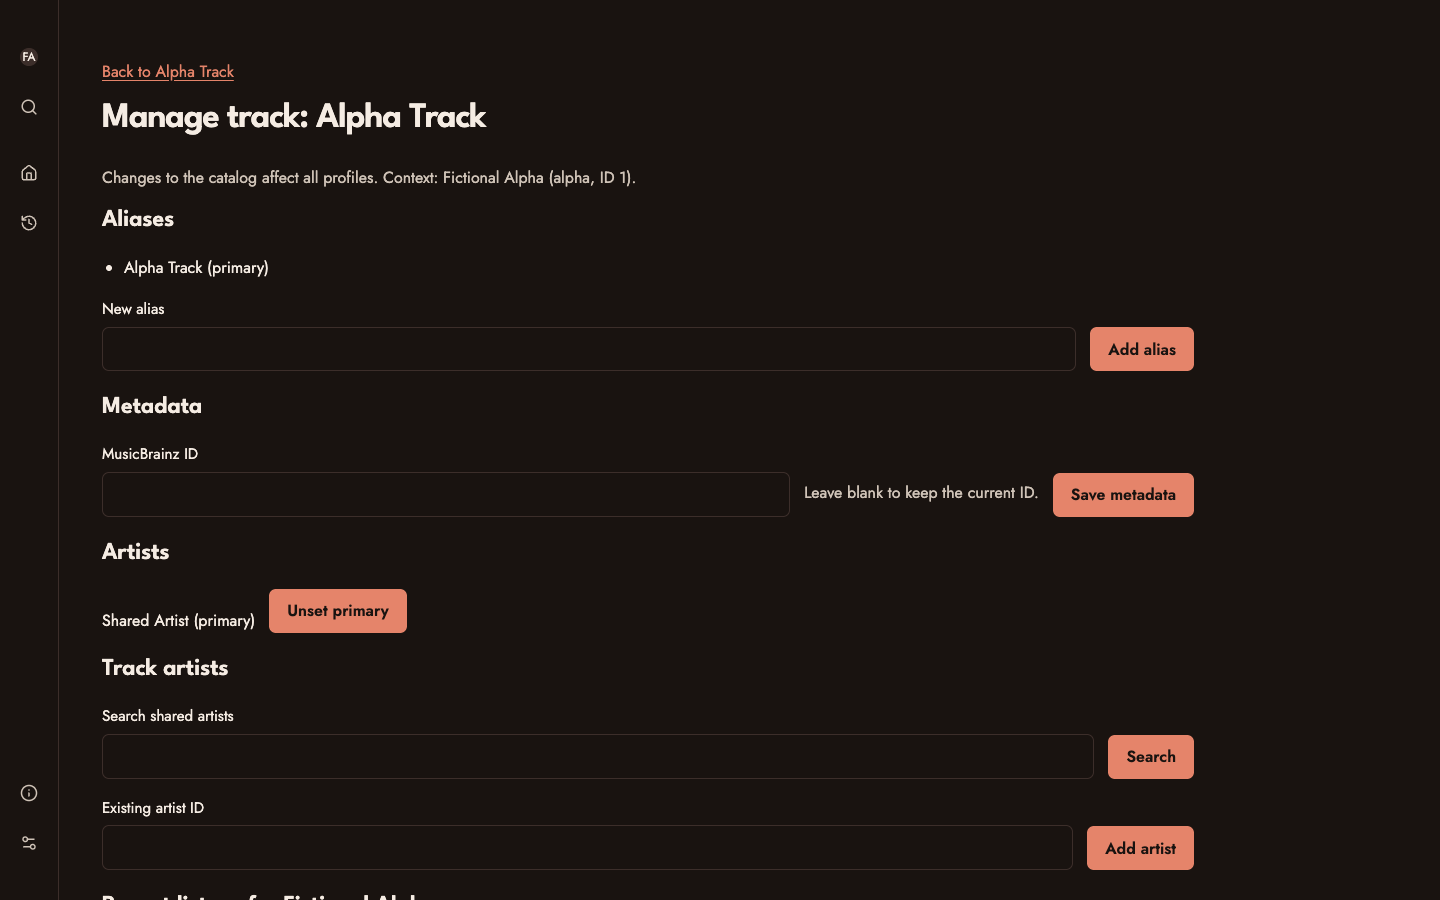 FA
Back to Alpha Track
Manage track: Alpha Track
Changes to the catalog affect all profiles. Context: Fictional Alpha (alpha, ID 1).
Aliases
Alpha Track (primary)
New alias
Add alias
Metadata
MusicBrainz ID
Leave blank to keep the current ID.
Save metadata
Artists
Shared Artist (primary)
Unset primary
Track artists
Search shared artists
Search
Existing artist ID
Add artist